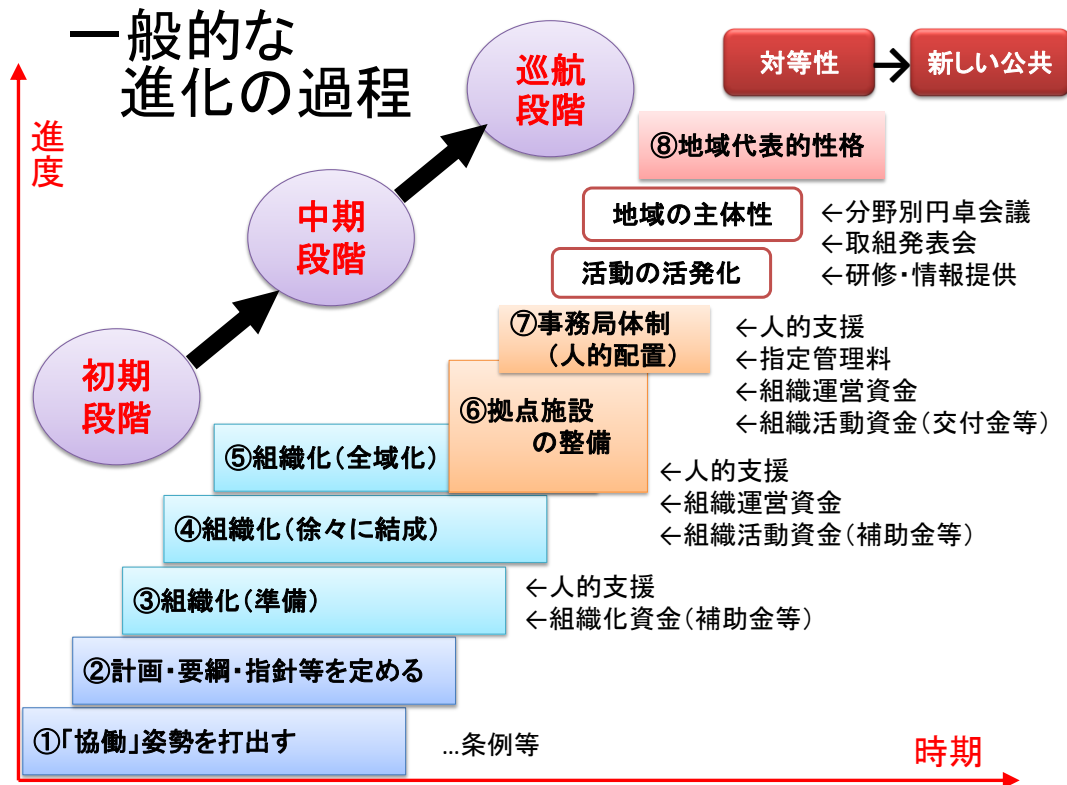 一般的な
進化の過程
進度
巡航
段階
対等性
→
新しい公共
⑧地域代表的性格
中期
段階
地域の主体性
←分野別円卓会議
←取組発表会
←研修・情報提供
活動の活発化
⑦事務局体制
(人的配置)
←人的支援
←指定管理料
←組織運営資金
←組織活動資金(交付金等)
初期
段階
⑥拠点施設
の整備
⑤組織化(全域化)
←人的支援
←組織運営資金
←組織活動資金(補助金等)
④組織化(徐々に結成)
③組織化(準備)
←人的支援
←組織化資金(補助金等)
②計画・要綱・指針等を定める
①「協働」姿勢を打出す
…条例等
時期